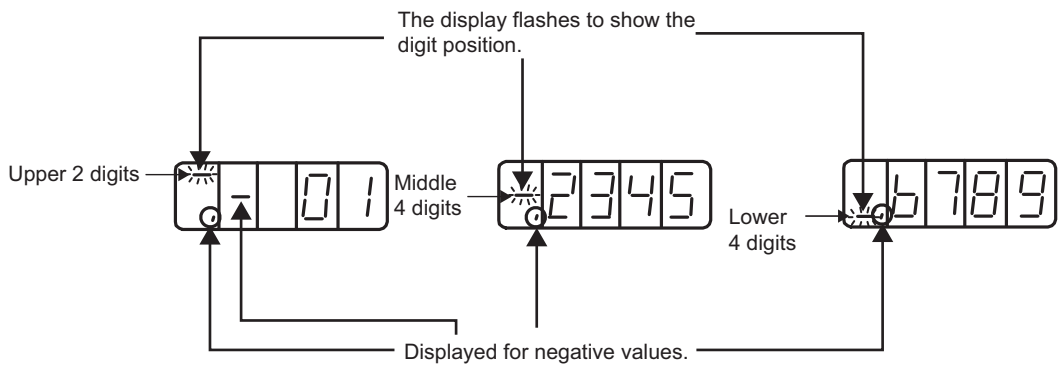 The display flashes to show the
digit position.
Upper 2 digits
- 01
Middle
4 digits
2345
Lower
4 digits
6789
Displayed for negative values.